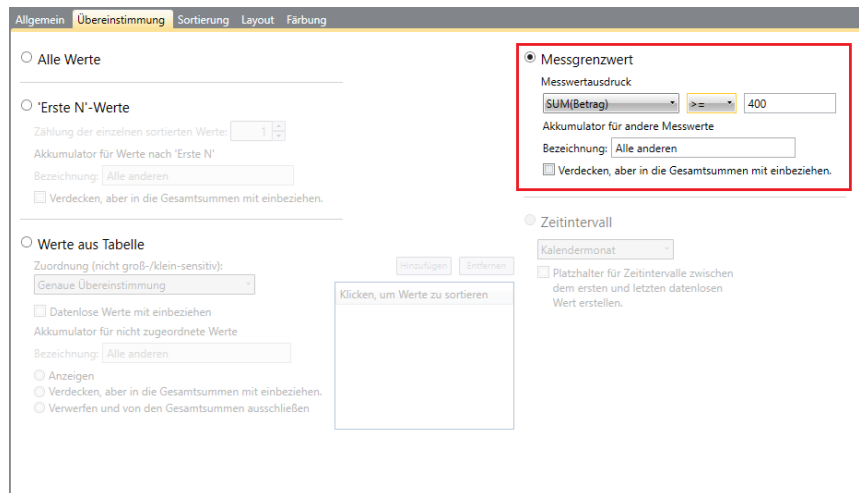 Allgemein Übereinstimmung Sortierung Layout Färbung
Alle Werte
'Erste N'-Werte
Zählung der einzelnen sortierten Werte: 1
Akkumulator für Werte nach 'Erste N'
Bezeichnung: Alle anderen
Verdecken, aber in die Gesamtsummen mit einbeziehen.
Werte aus Tabelle
Zuordnung (nicht groß-/klein-sensitiv):
Hinzufügen Entfernen
Genaue Übereinstimmung
Klicken, um Werte zu sortieren
Datenlose Werte mit einbeziehen
Akkumulator für nicht zugeordnete Werte
Bezeichnung: Alle anderen
Anzeigen
Verdecken, aber in die Gesamtsummen mit einbeziehen.
Verwerfen und von den Gesamtsummen ausschließen
Messgrenzwert
Messwertausdruck
SUM(Betrag) >= 400
Akkumulator für andere Messwerte
Bezeichnung: Alle anderen
Verdecken, aber in die Gesamtsummen mit einbeziehen.
Zeitintervall
Kalendermonat
Platzhalter für Zeitintervalle zwischen
dem ersten und letzten datenlosen
Wert erstellen.